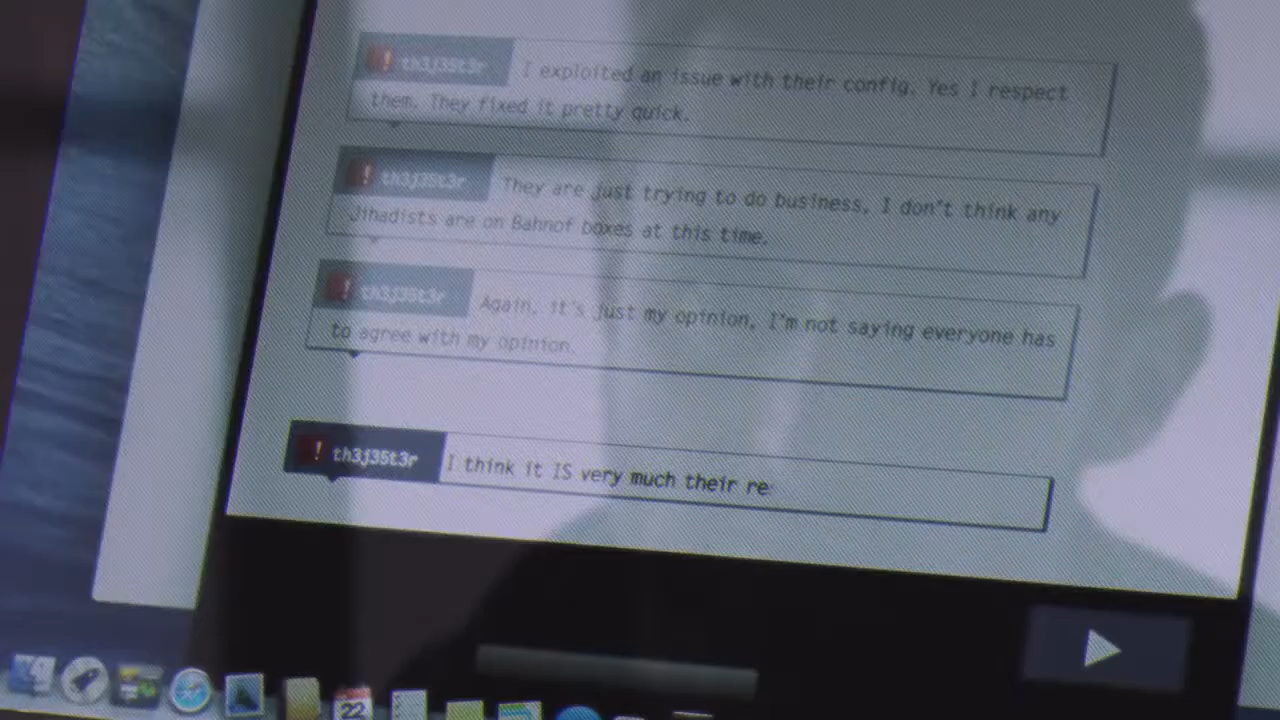 th3j35t3r I exploited an issue with their config. Yes I respect
them. They fixed it pretty quick.
th3j35t3r They are just trying to do business, I don't think any
Jihadists are on Bahnof boxes at this time.
th3j35t3r Again, it's just my opinion, I'm not saying everyone has
to agree with my opinion.
th3j35t3r I think it IS very much their re
22